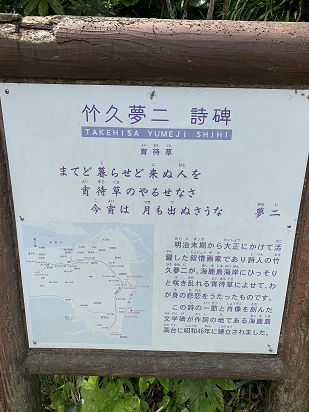 竹久夢二 詩碑
TAKEHISA YUMEJI SHIHI
宵待草
まてど暮らせど来ぬ人を
宵待草のやるせなさ
今宵は 月も出ぬさうな 夢二
明治末期から大正にかけて活
躍した叙情画家であり詩人の竹
久夢二が、海鹿島海岸にひっそり
と咲き乱れる宵待草によせて、わ
が身の悲恋をうたったものです。
この詩の一節と肖像を刻んだ
文学碑が作詞の地である海鹿島
高台に昭和46年に建立されました。